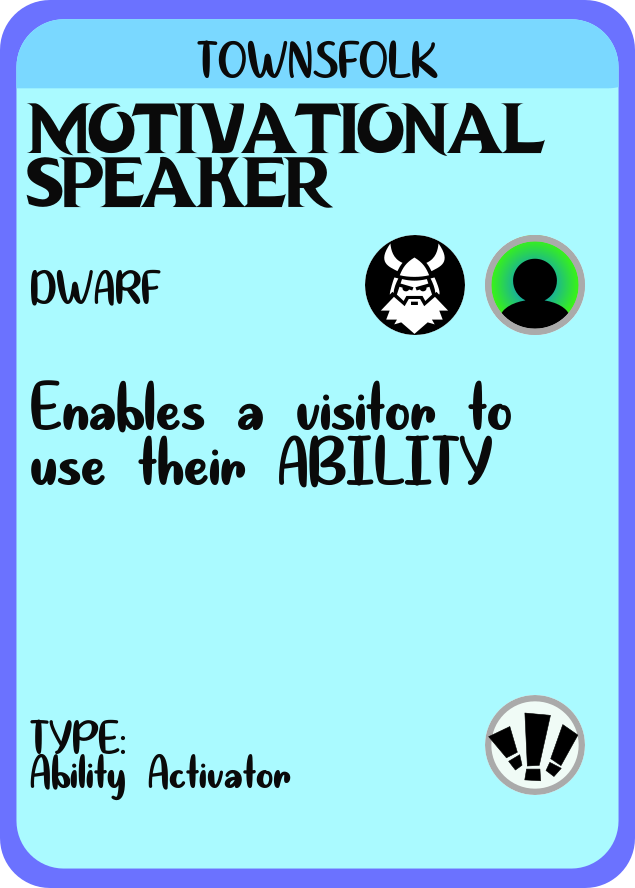 TOWNSFOLK
MOTIVATIONAL
SPEAKER
DWARF
Enables a visitor to
use their ABILITY
TYPE:
Ability Activator